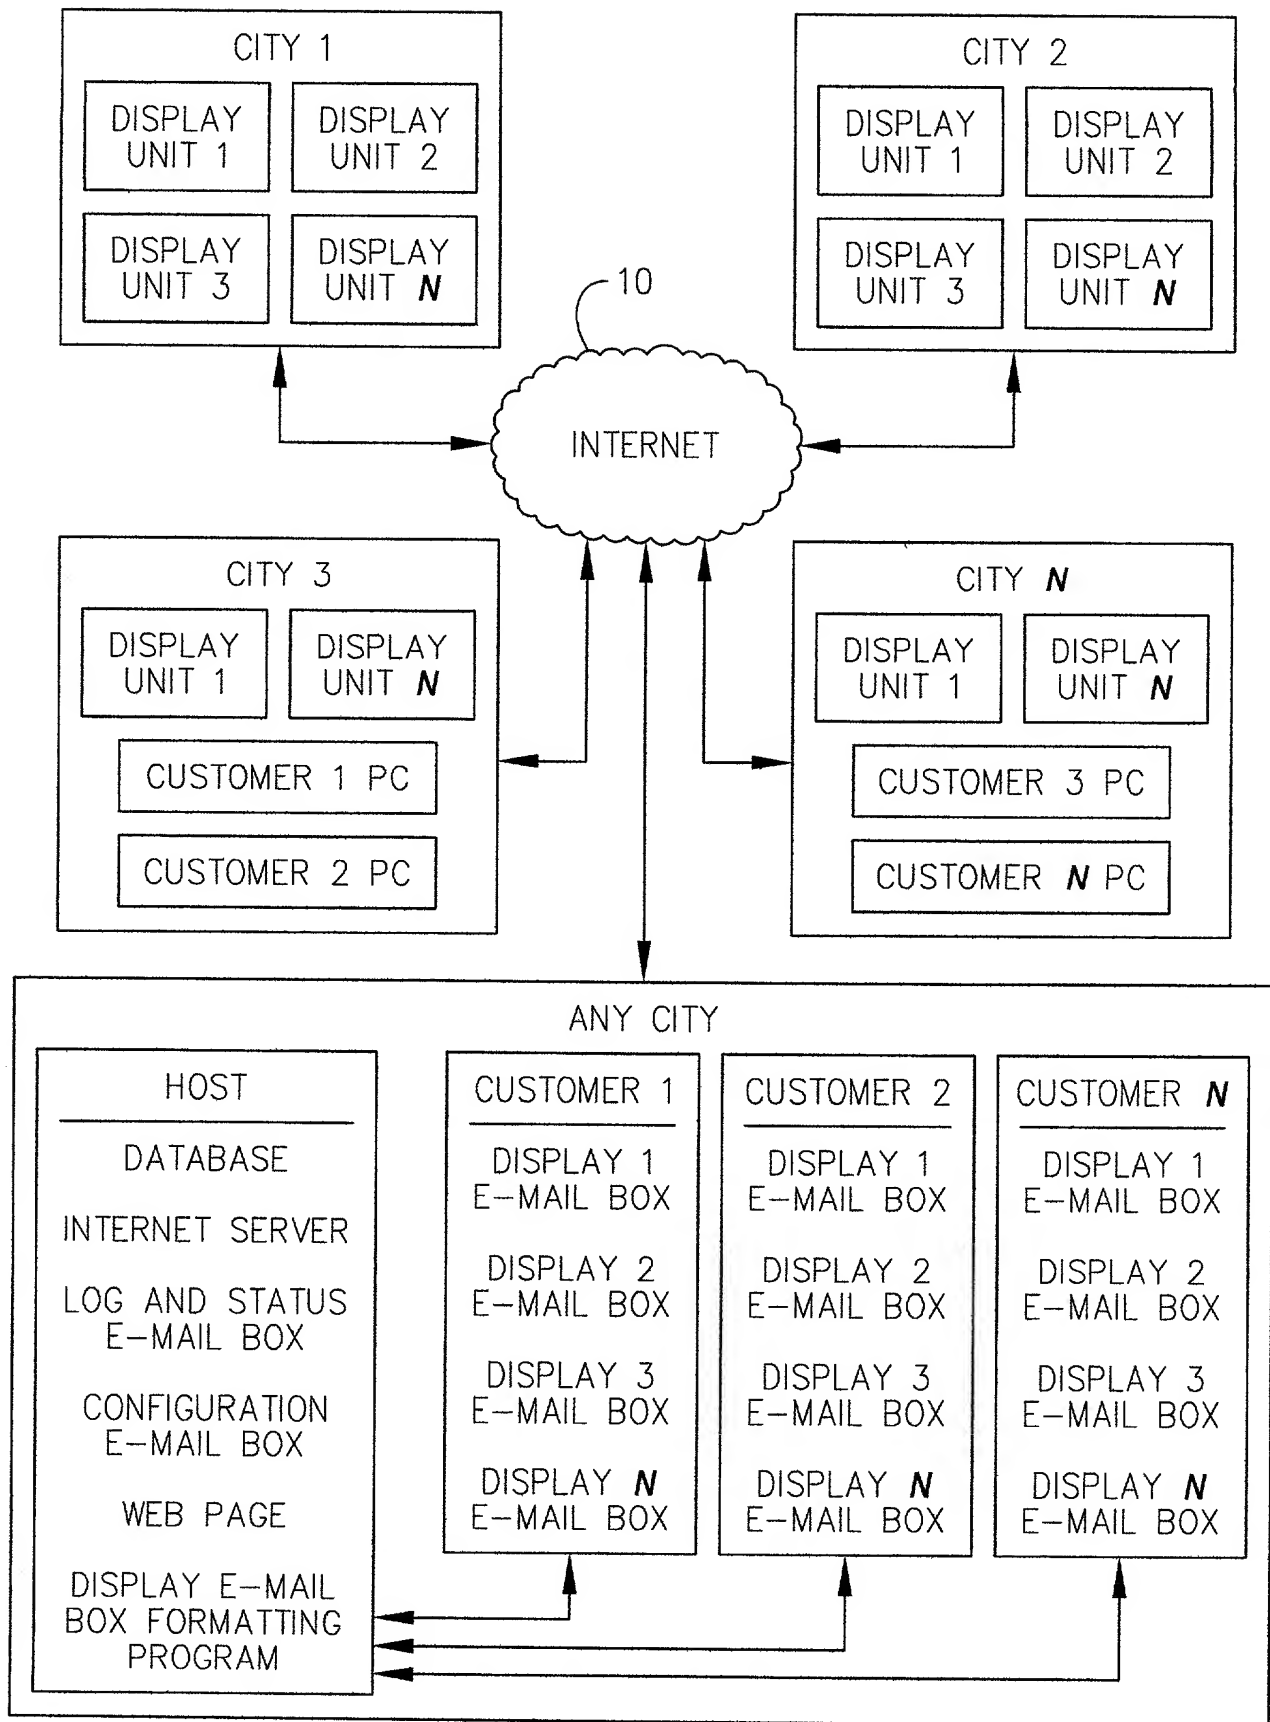 CITY 1
DISPLAY
UNIT 1
DISPLAY
UNIT 2
DISPLAY
UNIT 3
DISPLAY
UNIT N
CITY 2
DISPLAY
UNIT 1
DISPLAY
UNIT 2
DISPLAY
UNIT 3
DISPLAY
UNIT N
10
INTERNET
CITY 3
DISPLAY
UNIT 1
DISPLAY
UNIT N
CUSTOMER 1 PC
CUSTOMER 2 PC
CITY N
DISPLAY
UNIT 1
DISPLAY
UNIT N
CUSTOMER 3 PC
CUSTOMER N PC
ANY CITY
HOST
DATABASE
INTERNET SERVER
LOG AND STATUS
E-MAIL BOX
CONFIGURATION
E-MAIL BOX
WEB PAGE
DISPLAY E-MAIL
BOX FORMATTING
PROGRAM
CUSTOMER 1
DISPLAY 1
E-MAIL BOX
DISPLAY 2
E-MAIL BOX
DISPLAY 3
E-MAIL BOX
DISPLAY N
E-MAIL BOX
CUSTOMER 2
DISPLAY 1
E-MAIL BOX
DISPLAY 2
E-MAIL BOX
DISPLAY 3
E-MAIL BOX
DISPLAY N
E-MAIL BOX
CUSTOMER N
DISPLAY 1
E-MAIL BOX
DISPLAY 2
E-MAIL BOX
DISPLAY 3
E-MAIL BOX
DISPLAY N
E-MAIL BOX